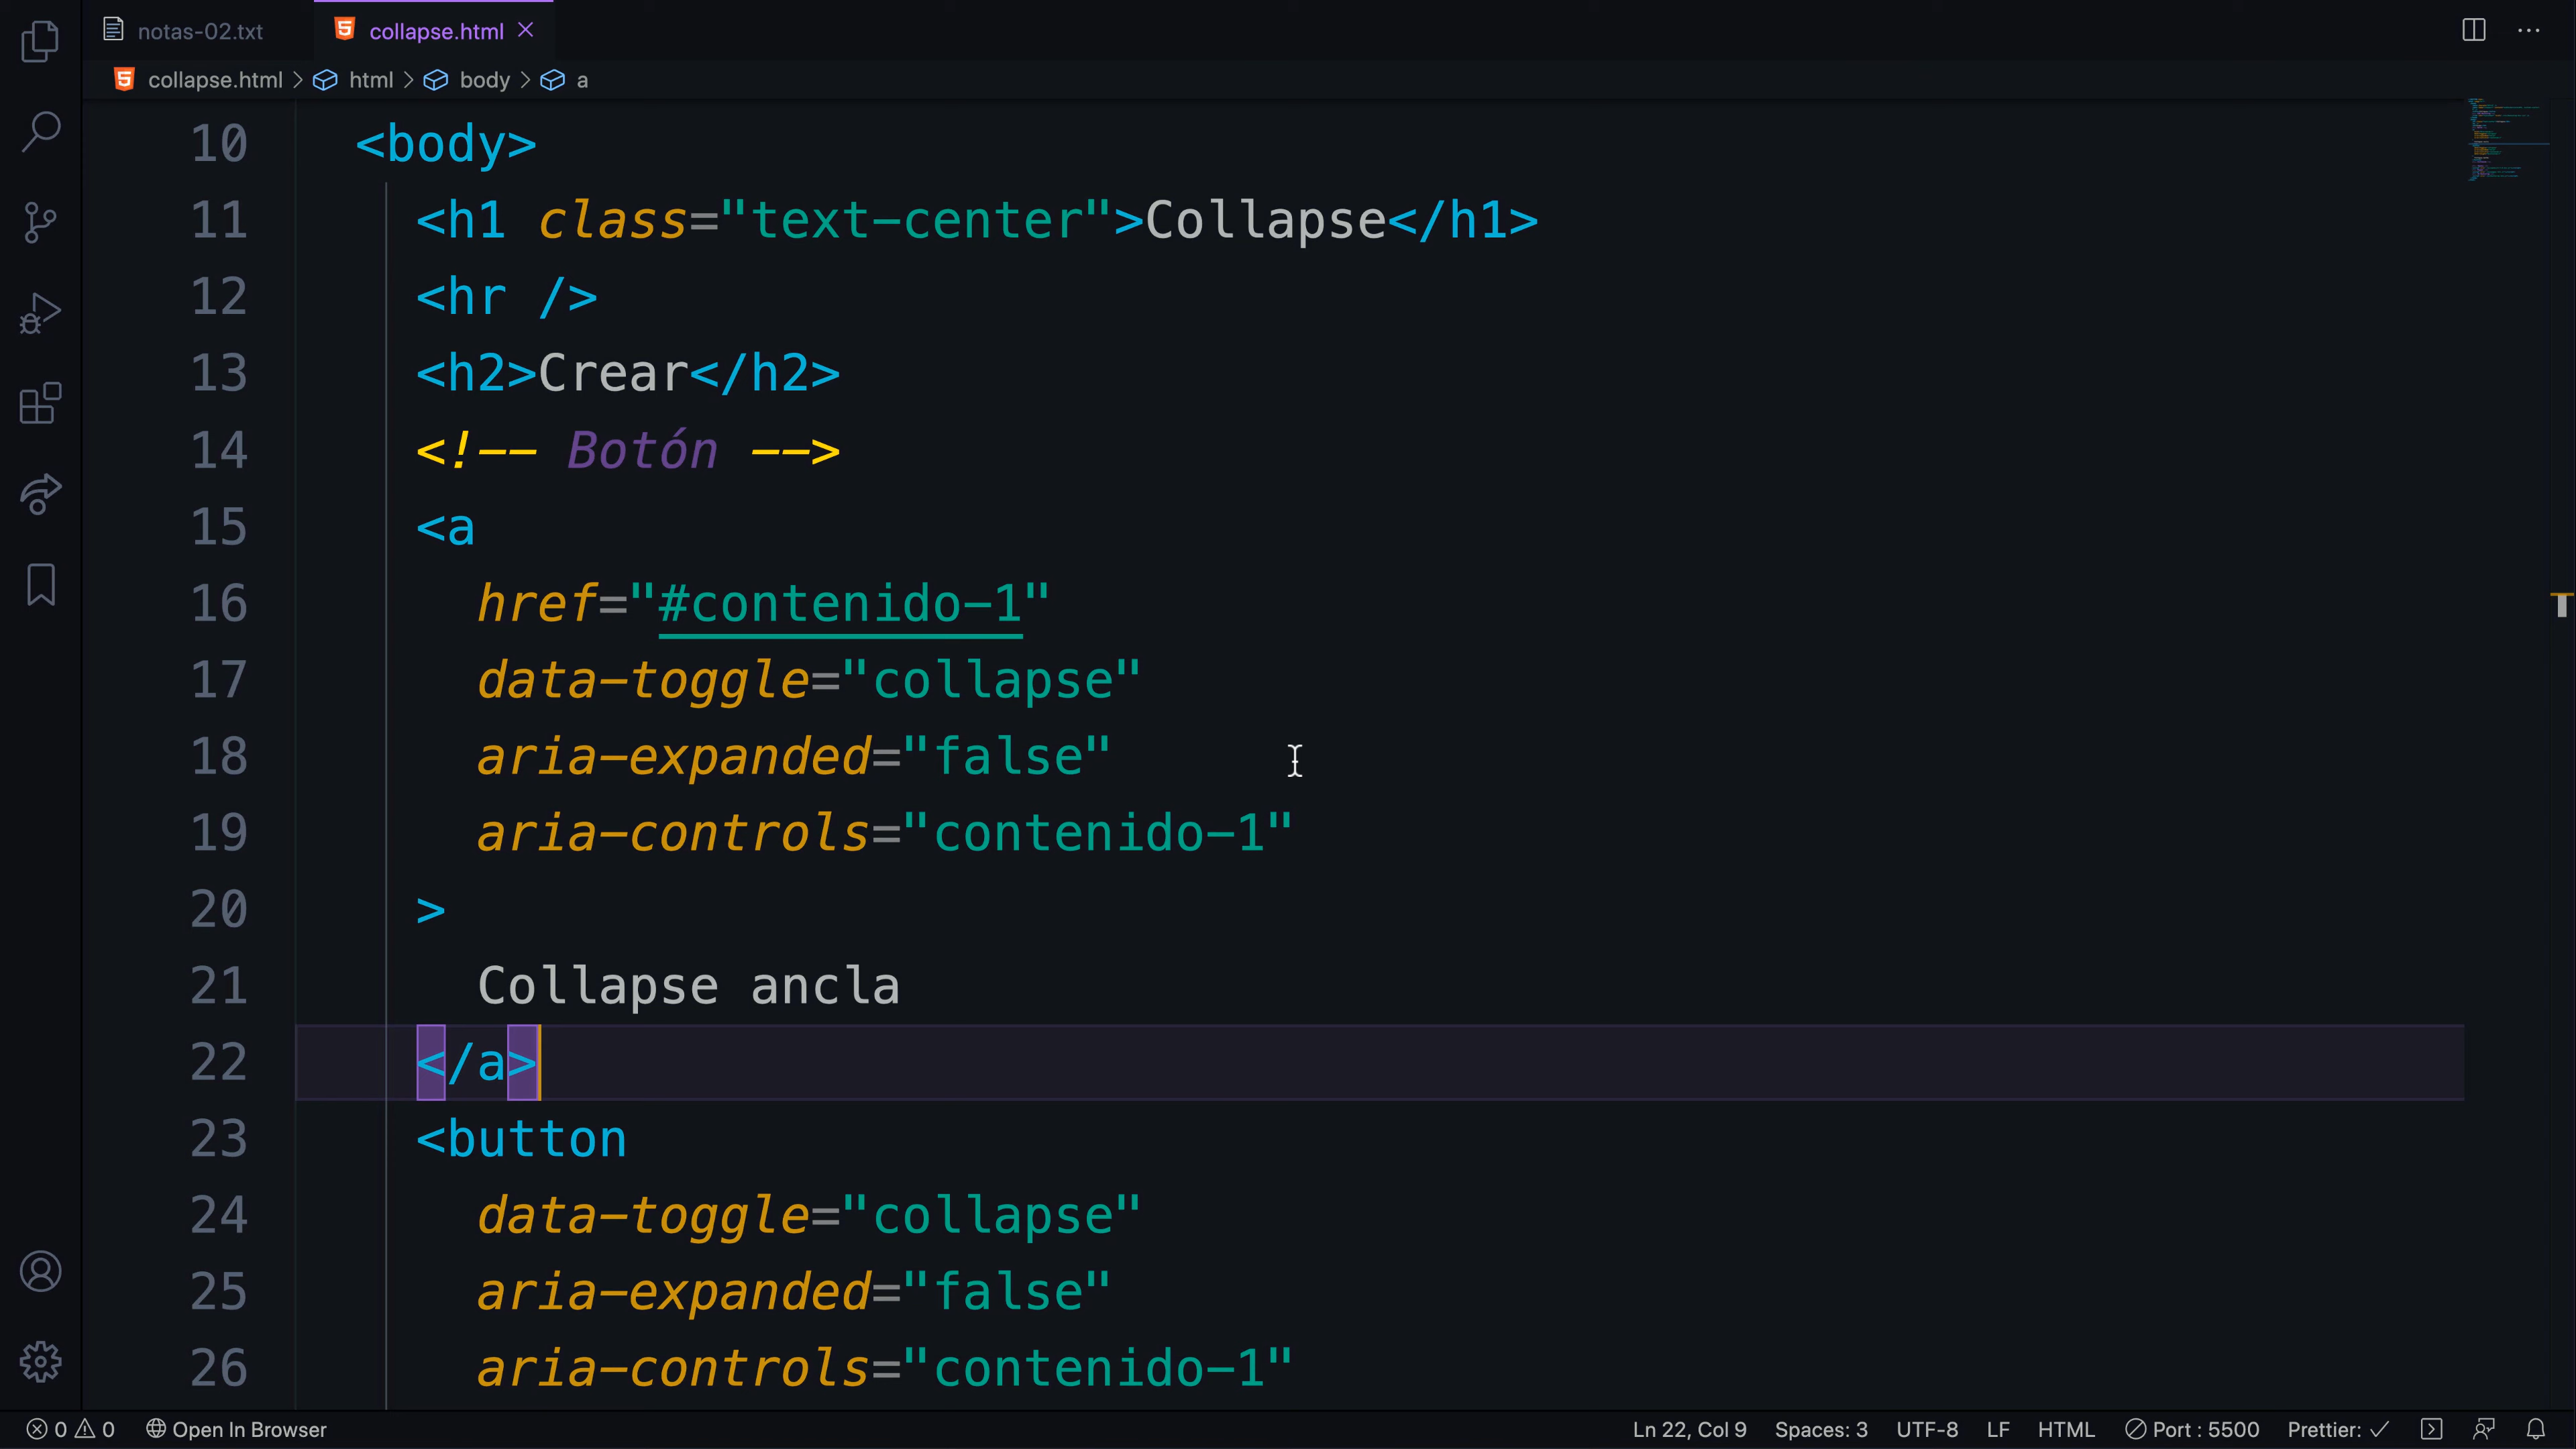 notas-02.txt
collapse.html
collapse.html > html > body > a
10 <body>
11 <h1 class="text-center">Collapse</h1>
12 <hr />
13 <h2>Crear</h2>
14 <!-- Botón -->
15 <a
16 href="#contenido-1"
17 data-toggle="collapse"
18 aria-expanded="false"
19 aria-controls="contenido-1"
20 >
21 Collapse ancla
22 </a>
23 <button
24 data-toggle="collapse"
25 aria-expanded="false"
26 aria-controls="contenido-1"
0 0 Open In Browser Ln 22, Col 9 Spaces: 3 UTF-8 LF HTML Port : 5500 Prettier: ✓